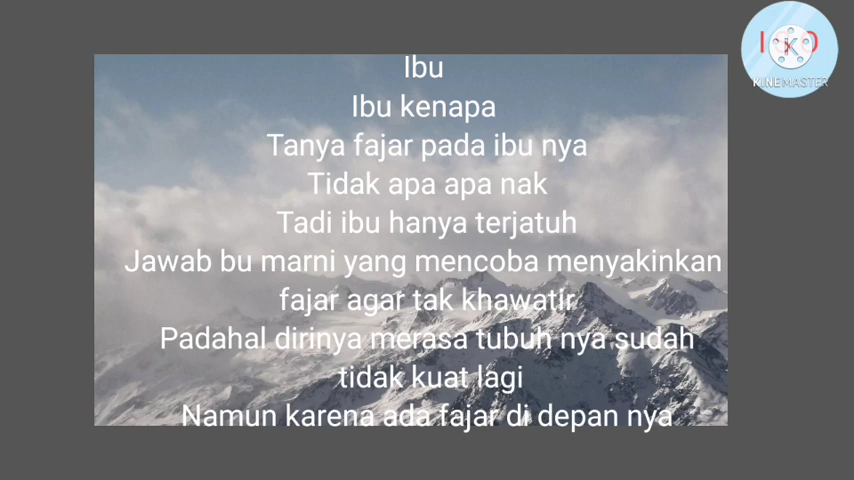 Ibu
Ibu kenapa
Tanya fajar pada ibu nya
Tidak apa apa nak
Tadi ibu hanya terjatuh
Jawab bu marni yang mencoba menyakinkan
fajar agar tak khawatir
Padahal dirinya merasa tubuh nya sudah
tidak kuat lagi
Namun karena ada fajar di depan nya
KINEMASTER